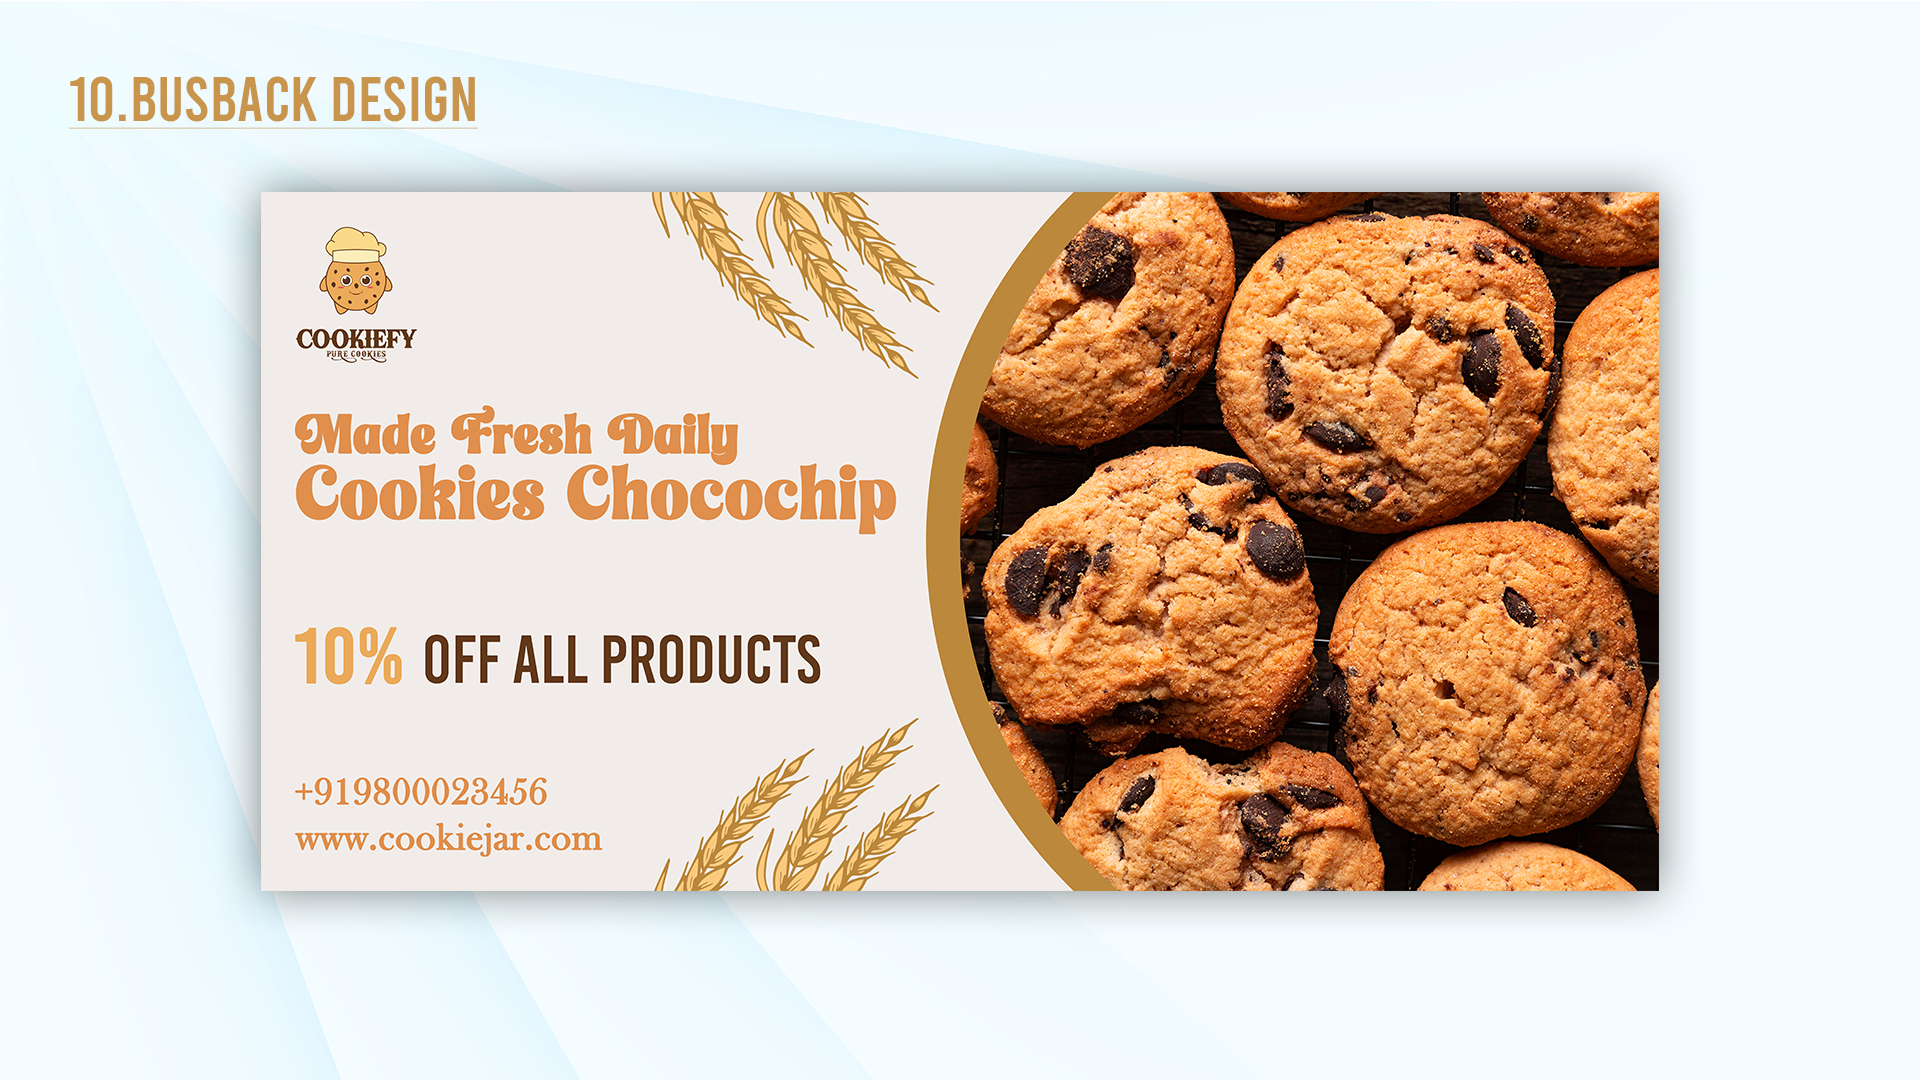 10.BUSBACK DESIGN
COOKIEFY
PURE COOKIES
Made Fresh Daily
Cookies Chocochip
10% OFF ALL PRODUCTS
+919800023456
www.cookiejar.com